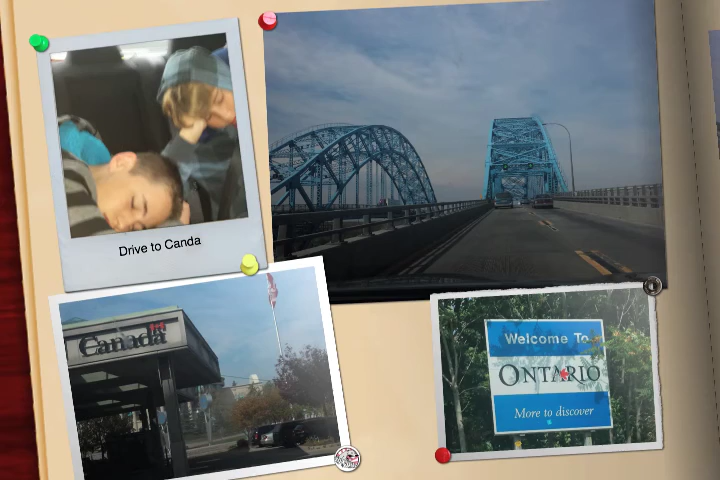 Drive to Canda
Canada
Welcome To
ONTARIO
More to discover